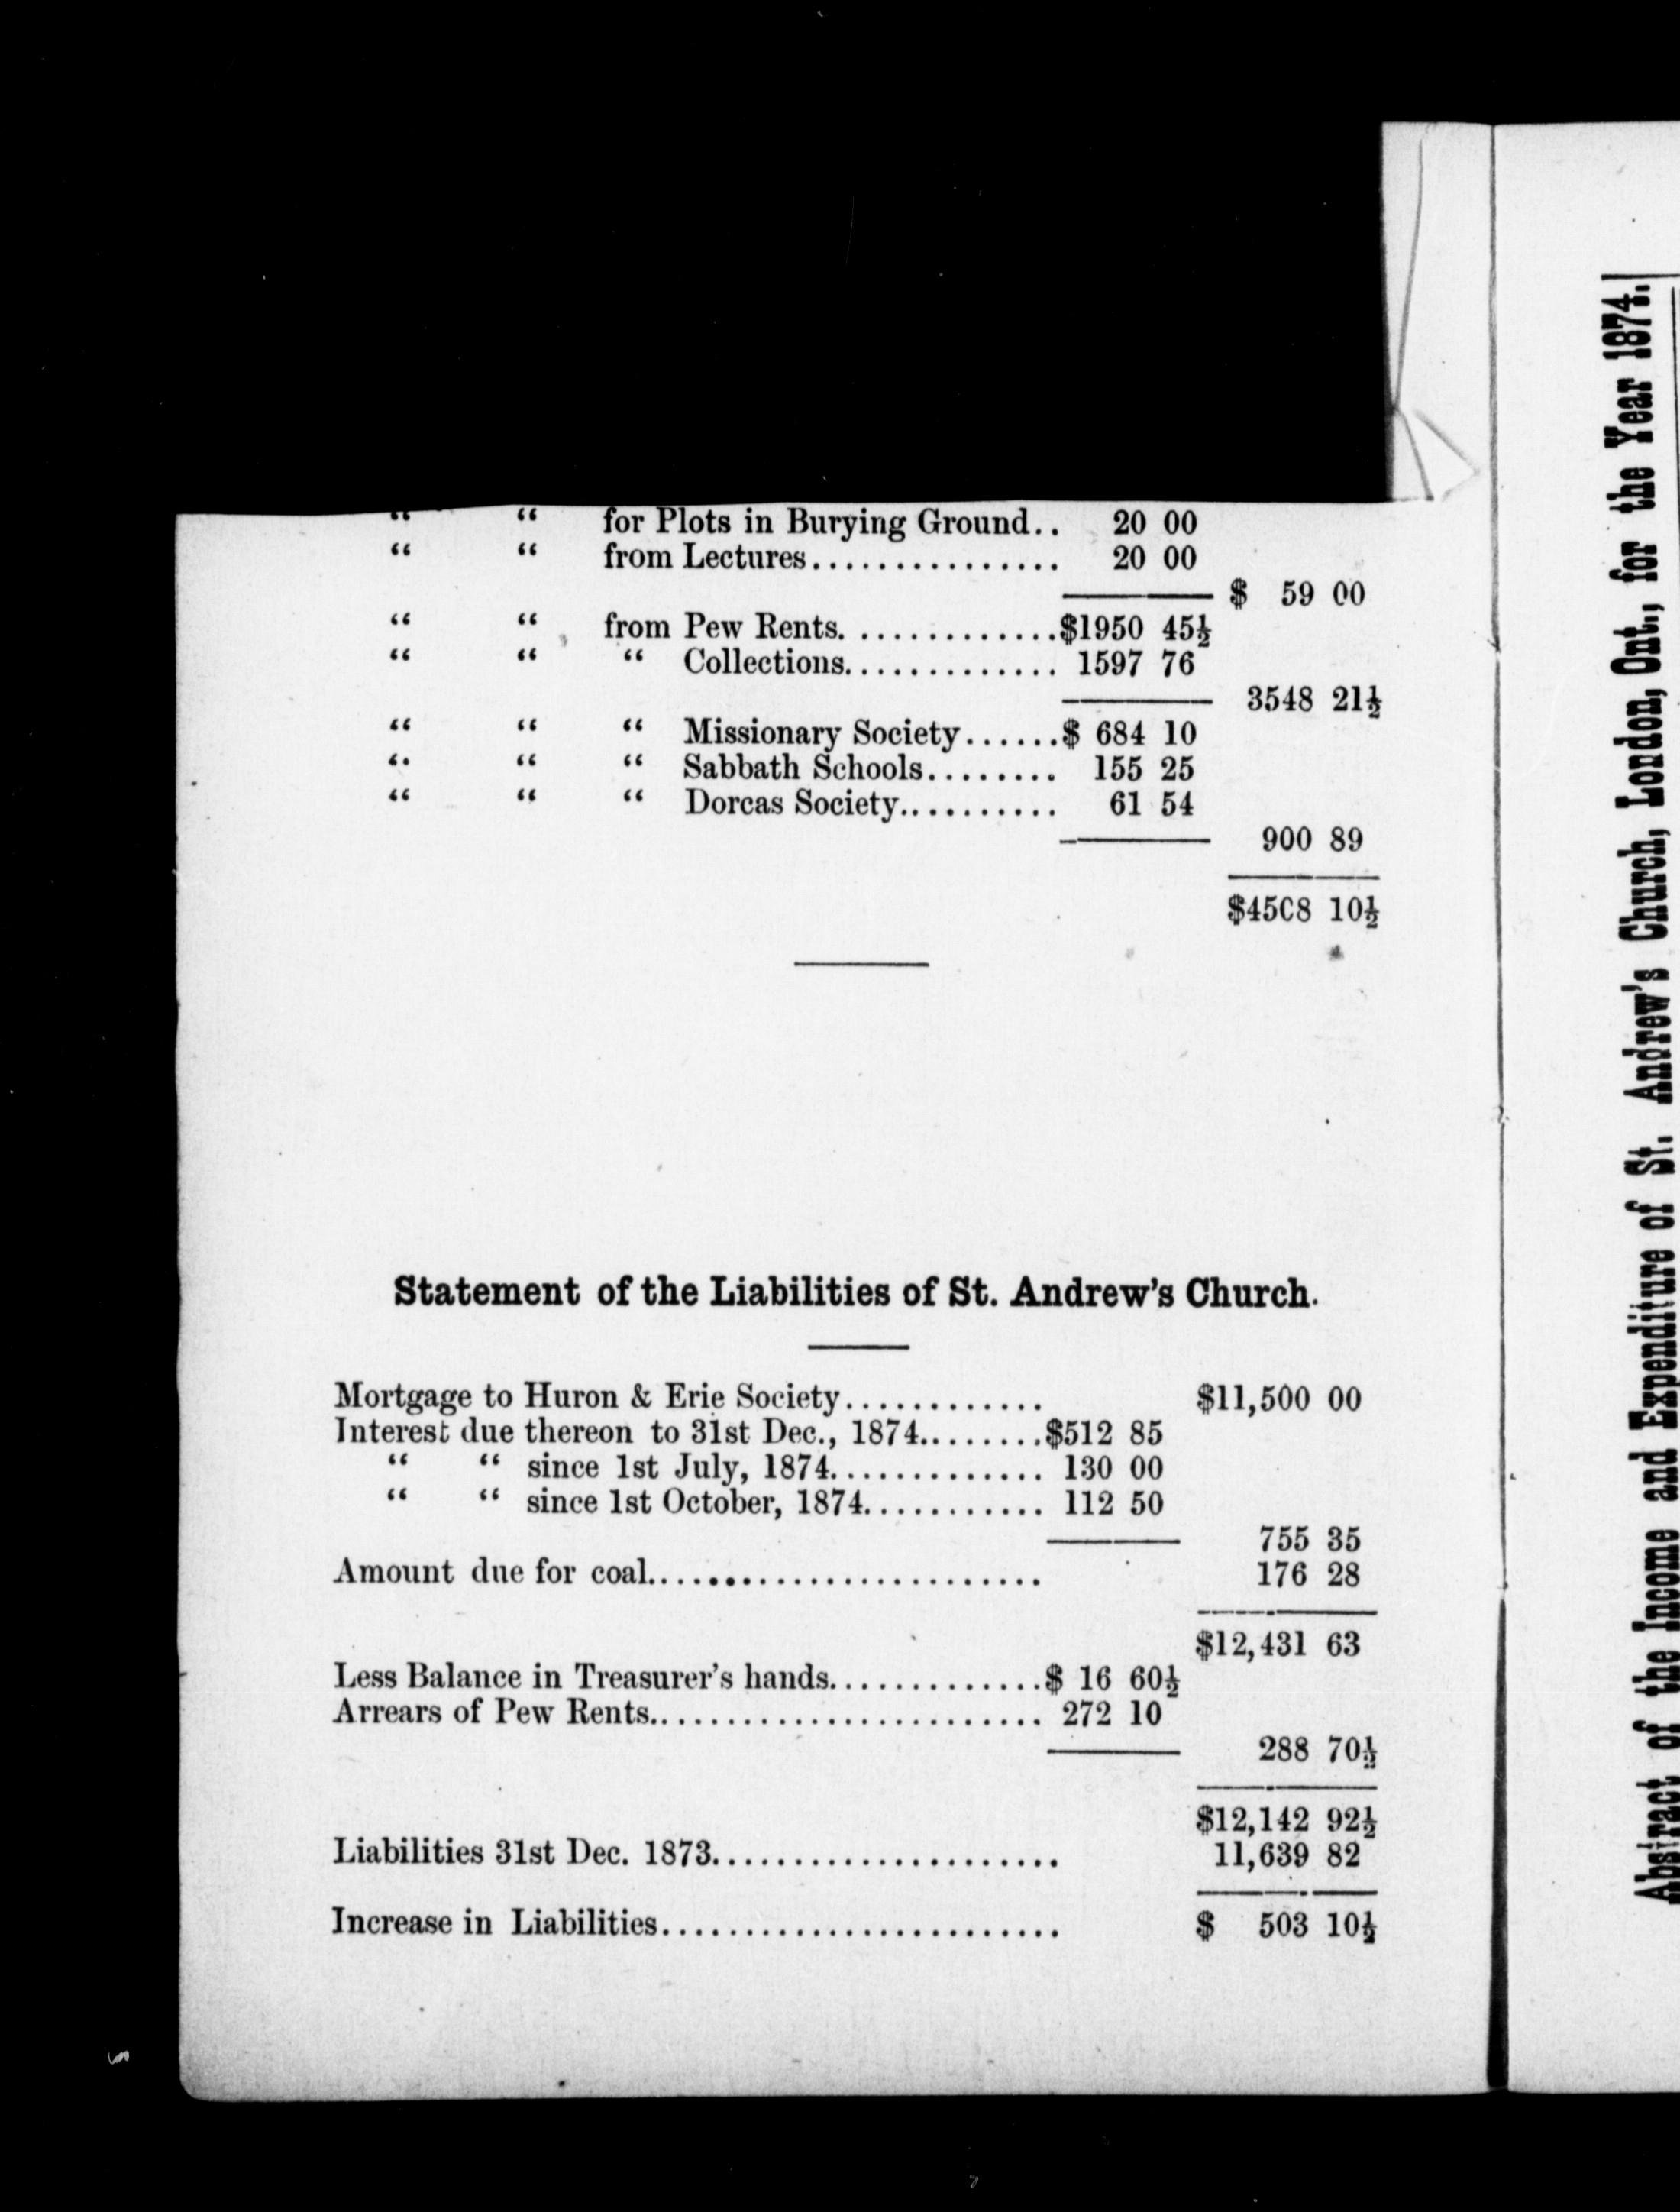 “ “ for Plots in Burying Ground.. 20 00
“ “ from Lectures............... 20 00
$ 59 00
“ “ from Pew Rents. .............$1950 45½
“ “ “ Collections.............. 1597 76
3548 21½
“ “ “ Missionary Society......$ 684 10
“ “ “ Sabbath Schools........ 155 25
“ “ “ Dorcas Society.......... 61 54
900 89
$4508 10½
Statement of the Liabilities of St. Andrew's Church.
Mortgage to Huron & Erie Society............ $11,500 00
Interest due thereon to 31st Dec., 1874........$512 85
“ “ since 1st July, 1874............. 130 00
“ “ since 1st October, 1874............ 112 50
755 35
Amount due for coal........................ 176 28
$12,431 63
Less Balance in Treasurer's hands.............$ 16 60½
Arrears of Pew Rents........................ 272 10
288 70½
$12,142 92½
Liabilities 31st Dec. 1873..................... 11,639 82
Increase in Liabilities........................ $ 503 10½
Abstract of the Income and Expenditure of St. Andrew's Church, London, Ont., for the Year 1874.